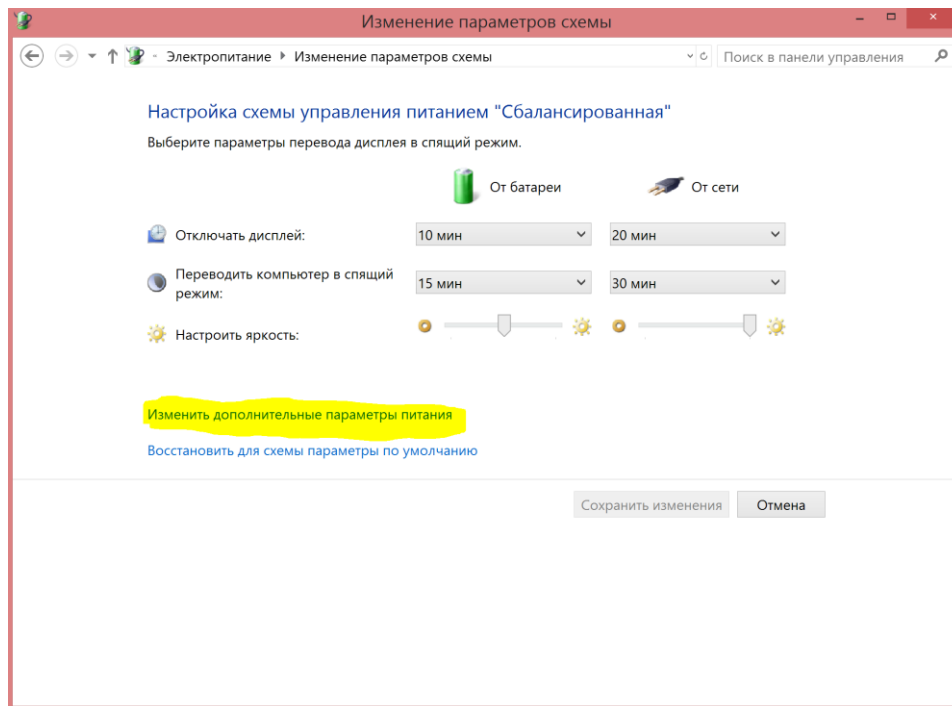 Изменение параметров схемы
Электропитание Изменение параметров схемы
Поиск в панели управления
Настройка схемы управления питанием "Сбалансированная"
Выберите параметры перевода дисплея в спящий режим.
От батареи От сети
Отключать дисплей: 10 мин 20 мин
Переводить компьютер в спящий
режим: 15 мин 30 мин
Настроить яркость:
Изменить дополнительные параметры питания
Восстановить для схемы параметры по умолчанию
Сохранить изменения Отмена